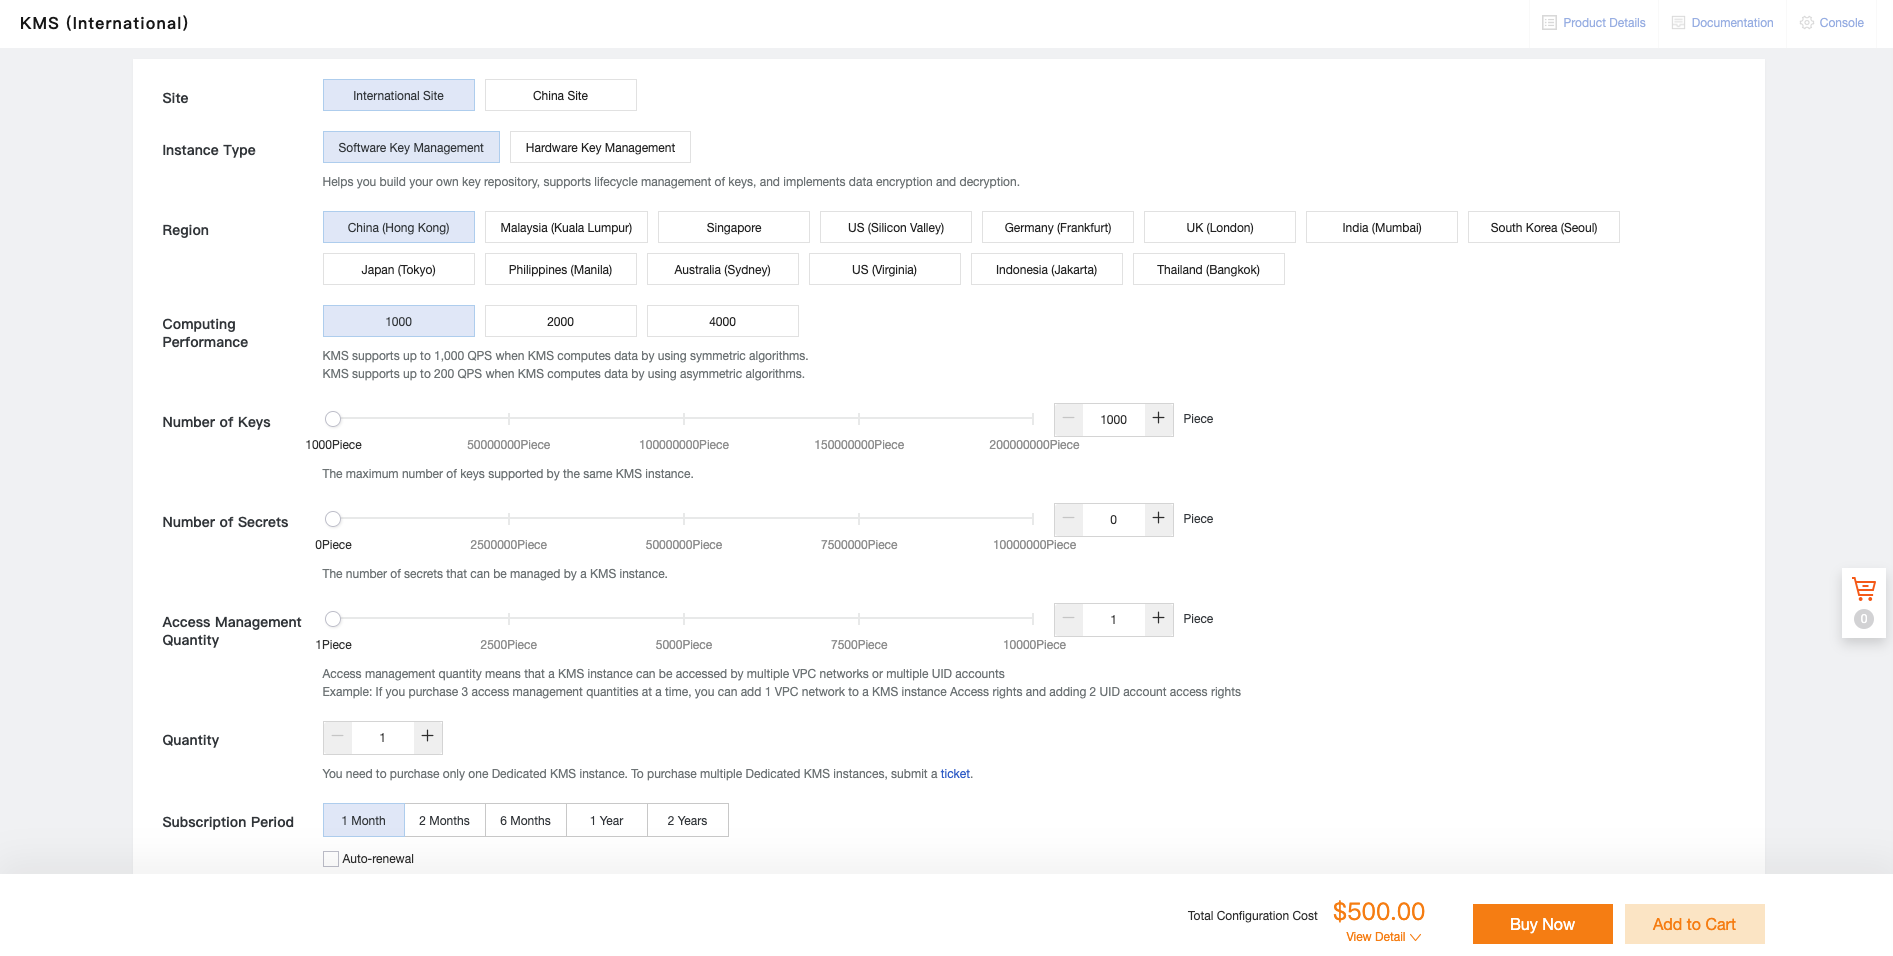 KMS (International)
Product Details
Documentation
Console
Site
International Site
China Site
Instance Type
Software Key Management
Hardware Key Management
Helps you build your own key repository, supports lifecycle management of keys, and implements data encryption and decryption.
Region
China (Hong Kong)
Malaysia (Kuala Lumpur)
Singapore
US (Silicon Valley)
Germany (Frankfurt)
UK (London)
India (Mumbai)
South Korea (Seoul)
Japan (Tokyo)
Philippines (Manila)
Australia (Sydney)
US (Virginia)
Indonesia (Jakarta)
Thailand (Bangkok)
Computing
Performance
1000
2000
4000
KMS supports up to 1,000 QPS when KMS computes data by using symmetric algorithms.
KMS supports up to 200 QPS when KMS computes data by using asymmetric algorithms.
Number of Keys
1000Piece
50000000Piece
100000000Piece
150000000Piece
200000000Piece
1000
Piece
The maximum number of keys supported by the same KMS instance.
Number of Secrets
0Piece
2500000Piece
5000000Piece
7500000Piece
10000000Piece
0
Piece
The number of secrets that can be managed by a KMS instance.
Access Management
Quantity
1Piece
2500Piece
5000Piece
7500Piece
10000Piece
1
Piece
Access management quantity means that a KMS instance can be accessed by multiple VPC networks or multiple UID accounts
Example: If you purchase 3 access management quantities at a time, you can add 1 VPC network to a KMS instance Access rights and adding 2 UID account access rights
0
Quantity
1
You need to purchase only one Dedicated KMS instance. To purchase multiple Dedicated KMS instances, submit a ticket.
Subscription Period
1 Month
2 Months
6 Months
1 Year
2 Years
Auto-renewal
Total Configuration Cost
$500.00
View Detail
Buy Now
Add to Cart